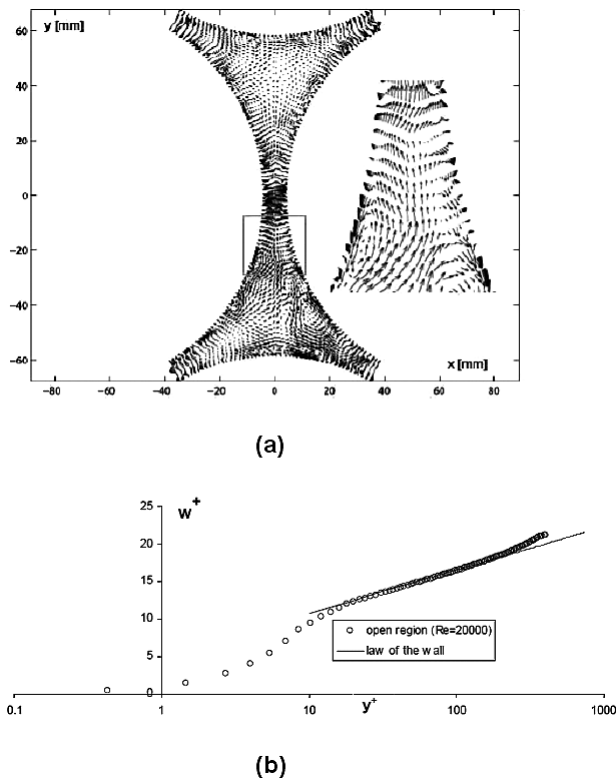 y [mm]
60
40
20
0
−20
−40
−60
x [mm]
−80 −60 −40 −20 0 20 40 60 80
(a)
W+
25
20
15
10
5
0
open region (Re=20000)
law of the wall
0.1 1 10 100 1000
y+
(b)